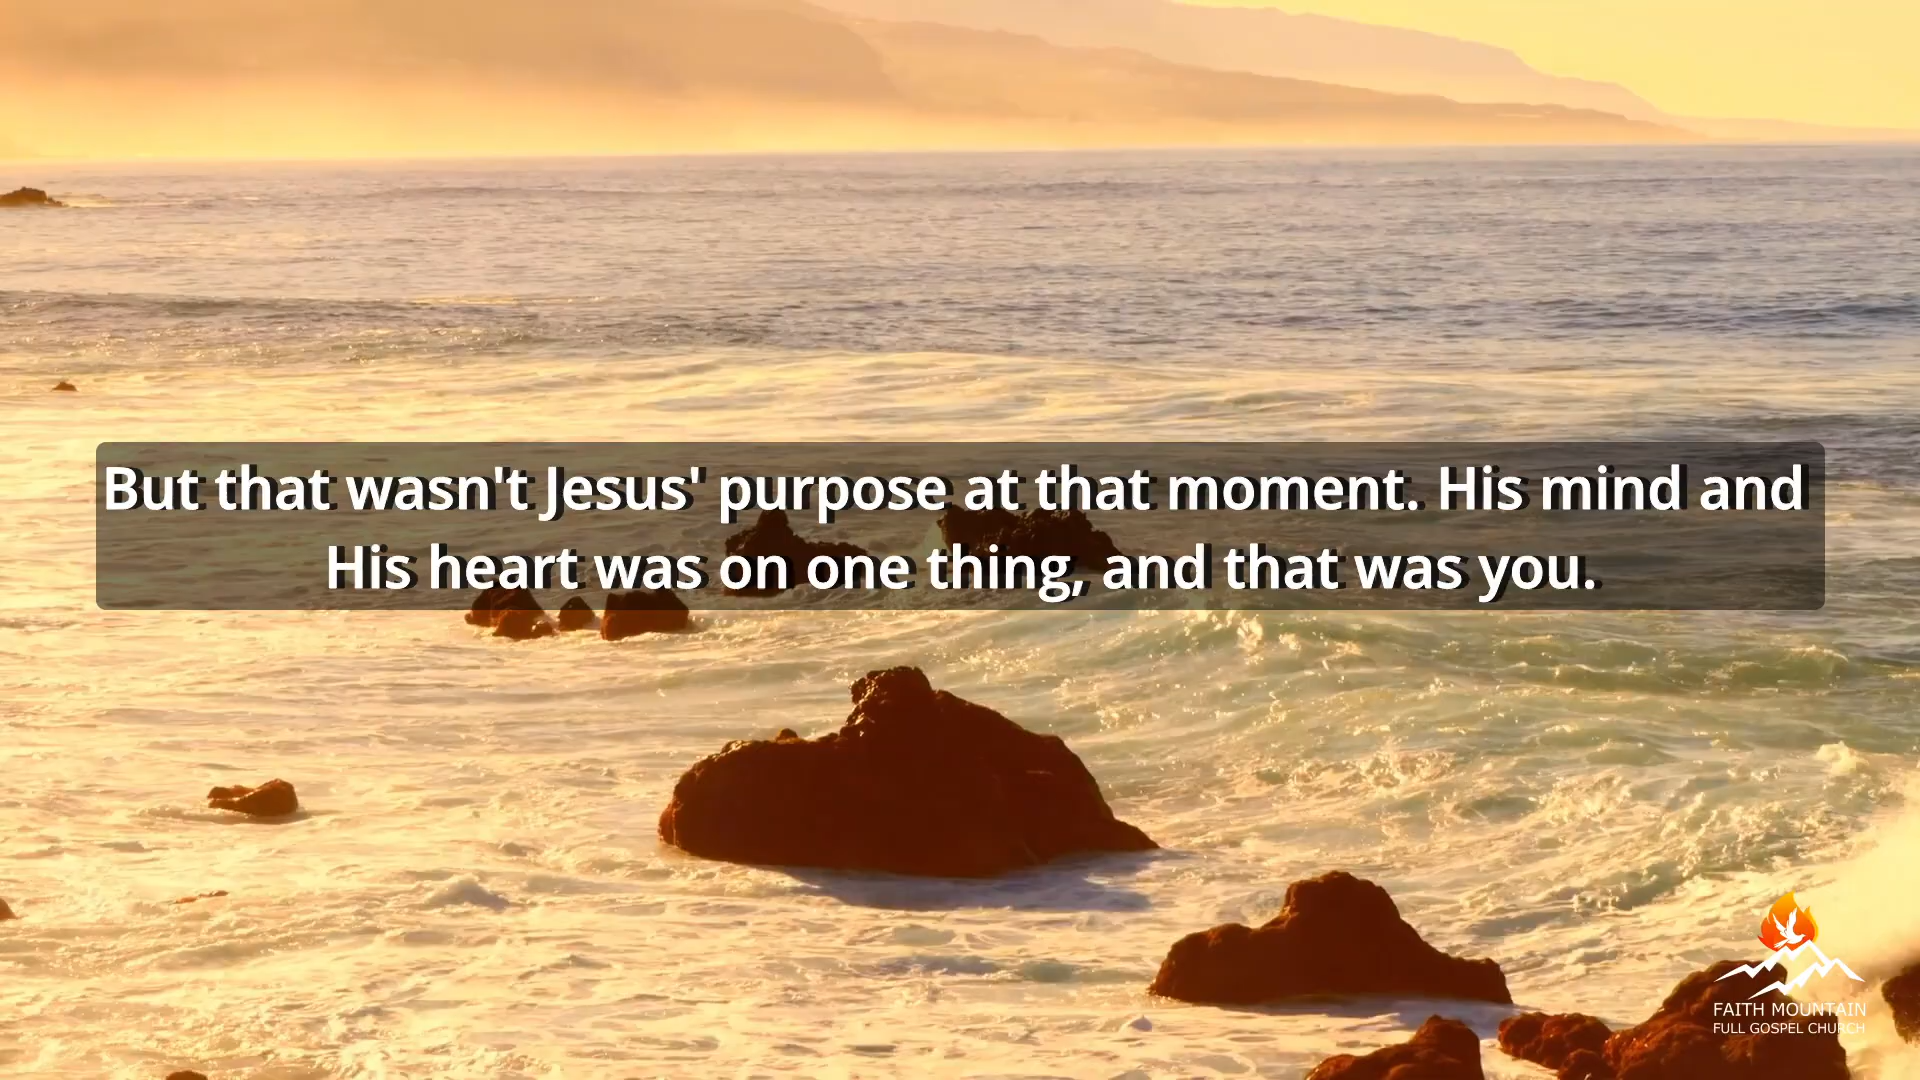 But that wasn't Jesus' purpose at that moment. His mind and
His heart was on one thing, and that was you.
FAITH MOUNTAIN
FULL GOSPEL CHURCH